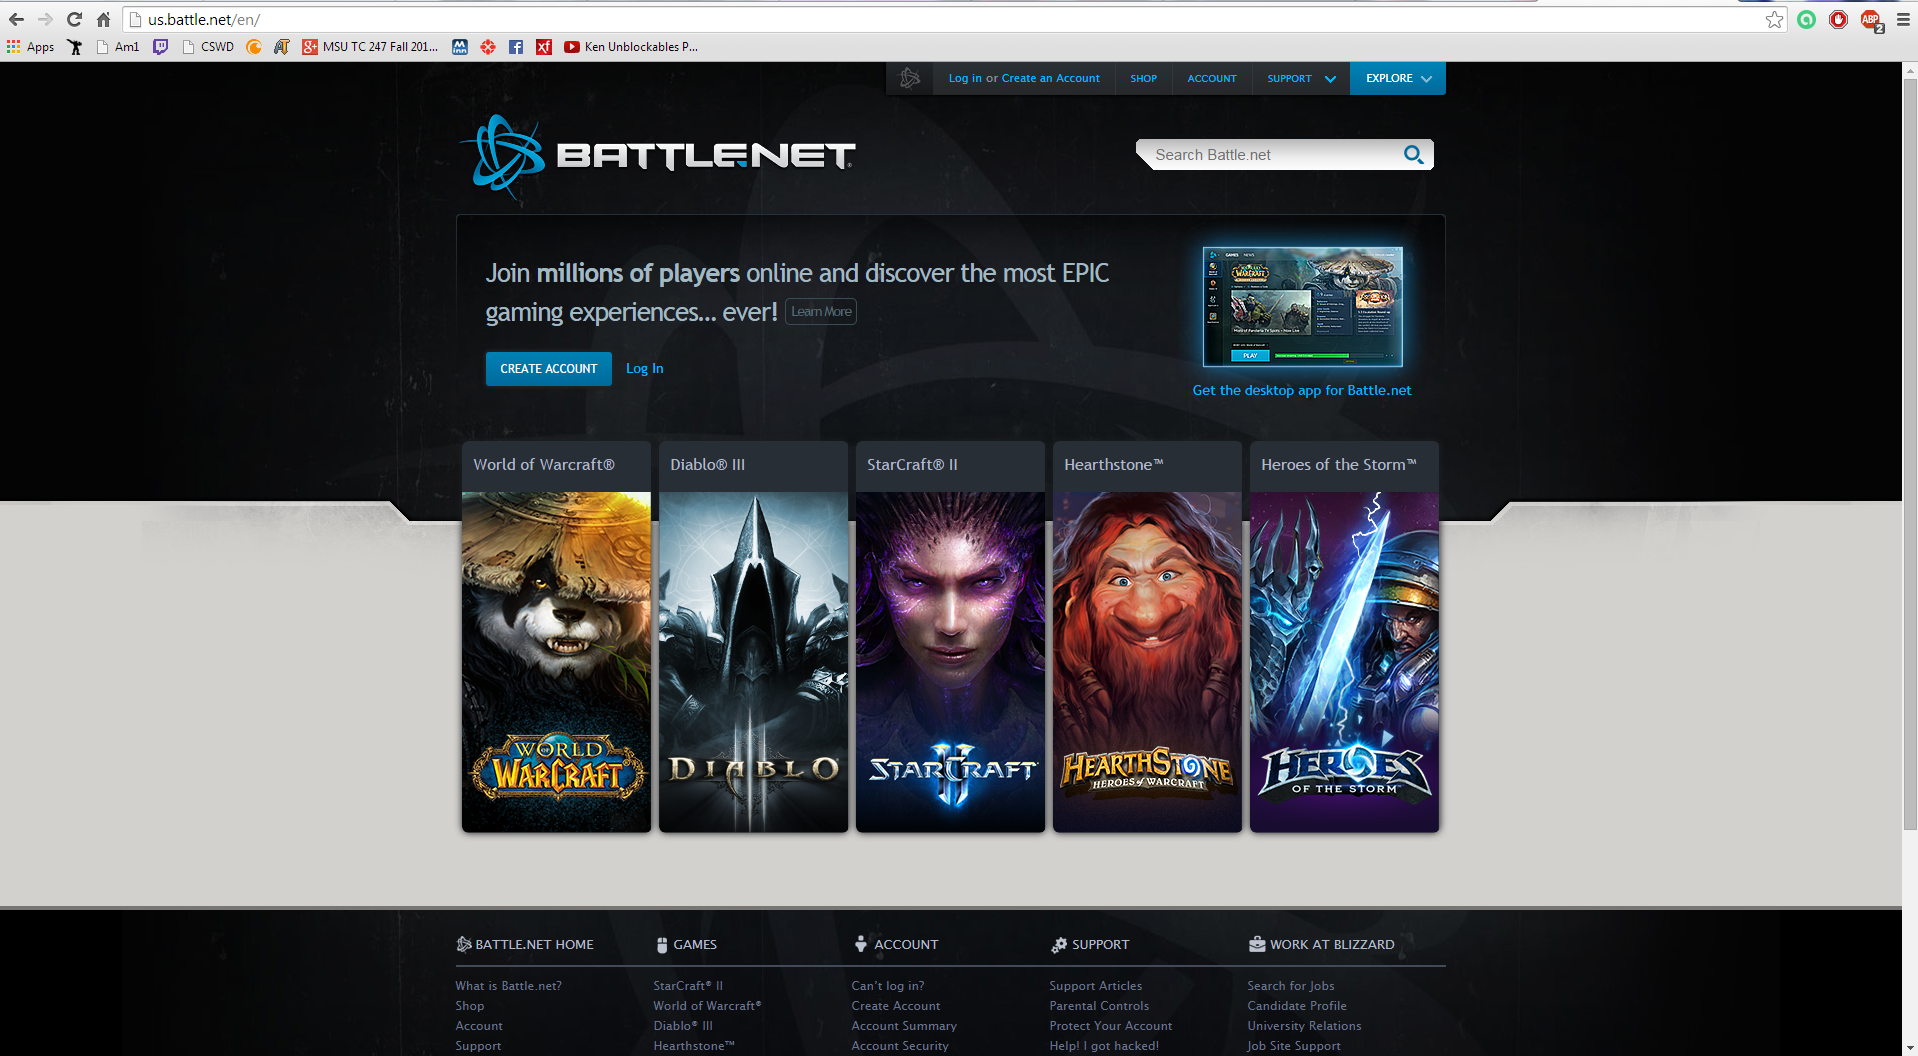 us.battle.net/en/
Apps
Am1
CSWD
MSU TC 247 Fall 201...
Ken Unblockables P...
Log in or Create an Account
SHOP
ACCOUNT
SUPPORT
EXPLORE
BATTLE.NET
Search Battle.net
Join millions of players online and discover the most EPIC
gaming experiences... ever! Learn More
CREATE ACCOUNT
Log In
GAMES NEWS
WARCRAFT
PLAY
Get the desktop app for Battle.net
World of Warcraft®
Diablo® III
StarCraft® II
Hearthstone™
Heroes of the Storm™
WORLD
WARCRAFT
DIABLO
STARCRAFT
II
HEARTHSTONE
HEROES of WARCRAFT
HEROES
OF THE STORM
BATTLE.NET HOME
What is Battle.net?
Shop
Account
Support
GAMES
StarCraft® II
World of Warcraft®
Diablo® III
Hearthstone™
ACCOUNT
Can't log in?
Create Account
Account Summary
Account Security
SUPPORT
Support Articles
Parental Controls
Protect Your Account
Help! I got hacked!
WORK AT BLIZZARD
Search for Jobs
Candidate Profile
University Relations
Job Site Support